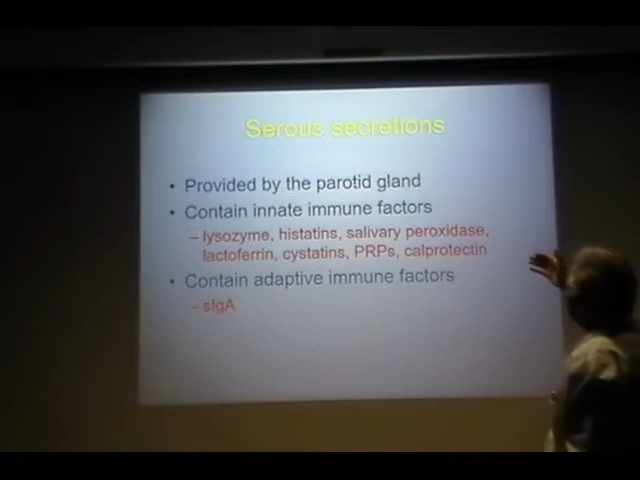 Serous secretions
• Provided by the parotid gland
• Contain innate immune factors
– lysozyme, histatins, salivary peroxidase,
lactoferrin, cystatins, PRPs, calprotectin
• Contain adaptive immune factors
– sIgA